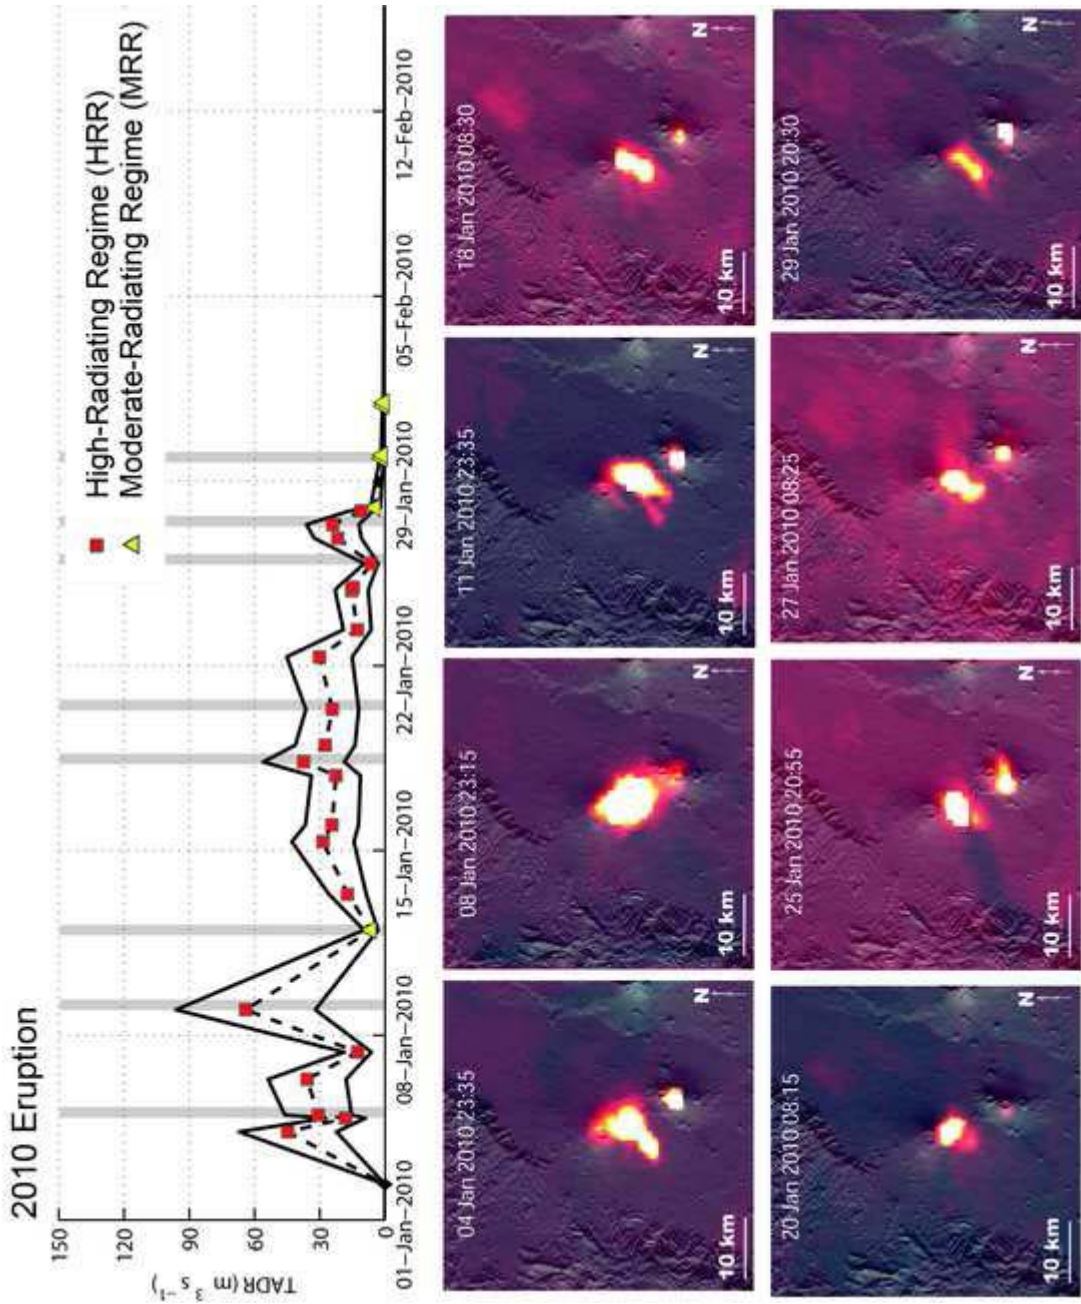 2010 Eruption
High-Radiating Regime (HRR)
Moderate-Radiating Regime (MRR)
TADR (m³ s⁻¹)
150
120
90
60
30
0
01-Jan-2010
08-Jan-2010
15-Jan-2010
22-Jan-2010
29-Jan-2010
05-Feb-2010
12-Feb-2010
04 Jan 2010 23:35
N
10 km
08 Jan 2010 23:15
N
10 km
11 Jan 2010 23:35
N
10 km
18 Jan 2010 08:30
N
10 km
20 Jan 2010 08:15
N
10 km
25 Jan 2010 20:55
N
10 km
27 Jan 2010 08:25
N
10 km
29 Jan 2010 20:30
N
10 km